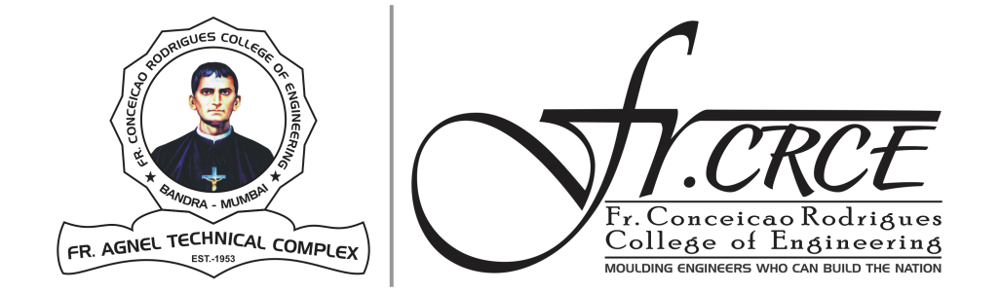 FR. CONCEICAO RODRIGUES COLLEGE OF ENGINEERING
★ BANDRA - MUMBAI ★
FR. AGNEL TECHNICAL COMPLEX
EST.-1953
Fr. CRCE
Fr. Conceicao Rodrigues
College of Engineering
MOULDING ENGINEERS WHO CAN BUILD THE NATION